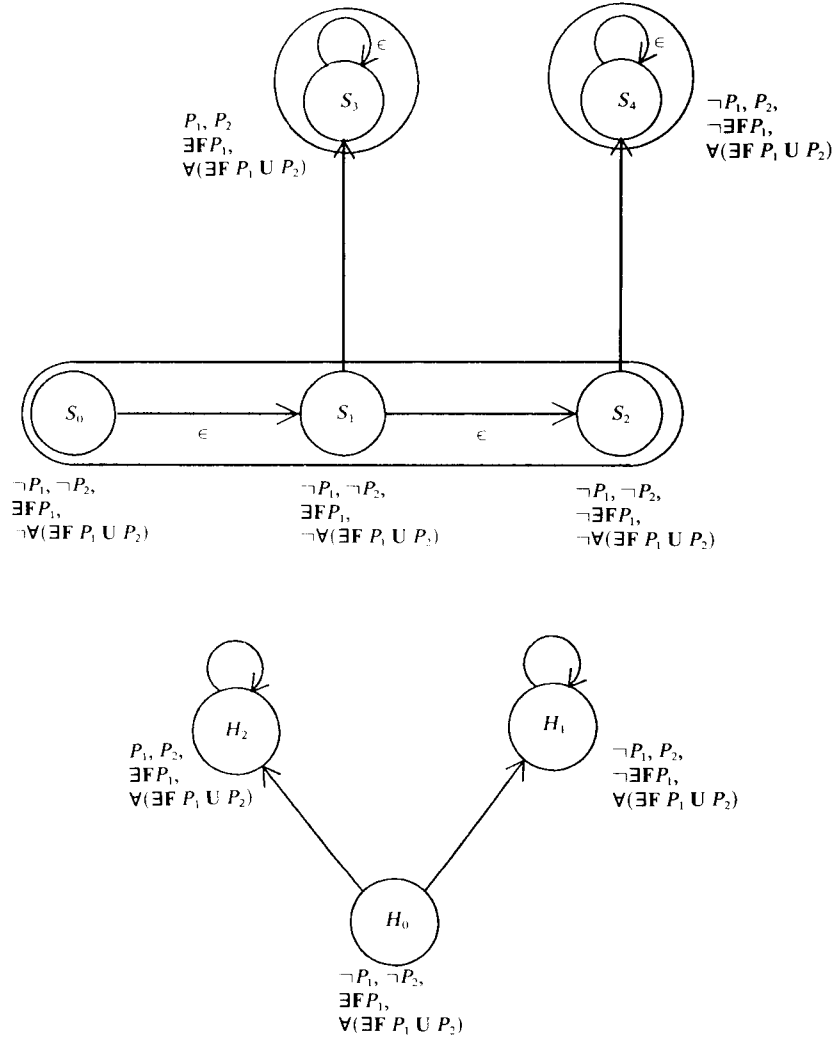 ϵ
ϵ
S₃
S₄
P₁, P₂
∃FP₁,
∀(∃F P₁ U P₂)
¬P₁, P₂,
¬∃FP₁,
∀(∃F P₁ U P₂)
S₀
S₁
S₂
ϵ
ϵ
¬P₁, ¬P₂,
∃FP₁,
¬∀(∃F P₁ U P₂)
¬P₁, ¬P₂,
∃FP₁,
¬∀(∃F P₁ U P₂)
¬P₁, ¬P₂,
¬∃FP₁,
¬∀(∃F P₁ U P₂)
H₂
H₁
P₁, P₂,
∃FP₁,
∀(∃F P₁ U P₂)
¬P₁, P₂,
¬∃FP₁,
∀(∃F P₁ U P₂)
H₀
¬P₁, ¬P₂,
∃FP₁,
∀(∃F P₁ U P₂)